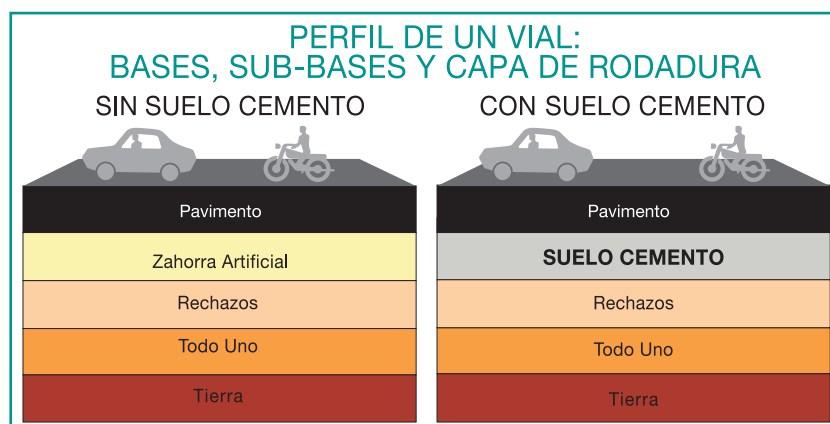 PERFIL DE UN VIAL:
BASES, SUB-BASES Y CAPA DE RODADURA
SIN SUELO CEMENTO
Pavimento
Zahorra Artificial
Rechazos
Todo Uno
Tierra
CON SUELO CEMENTO
Pavimento
SUELO CEMENTO
Rechazos
Todo Uno
Tierra